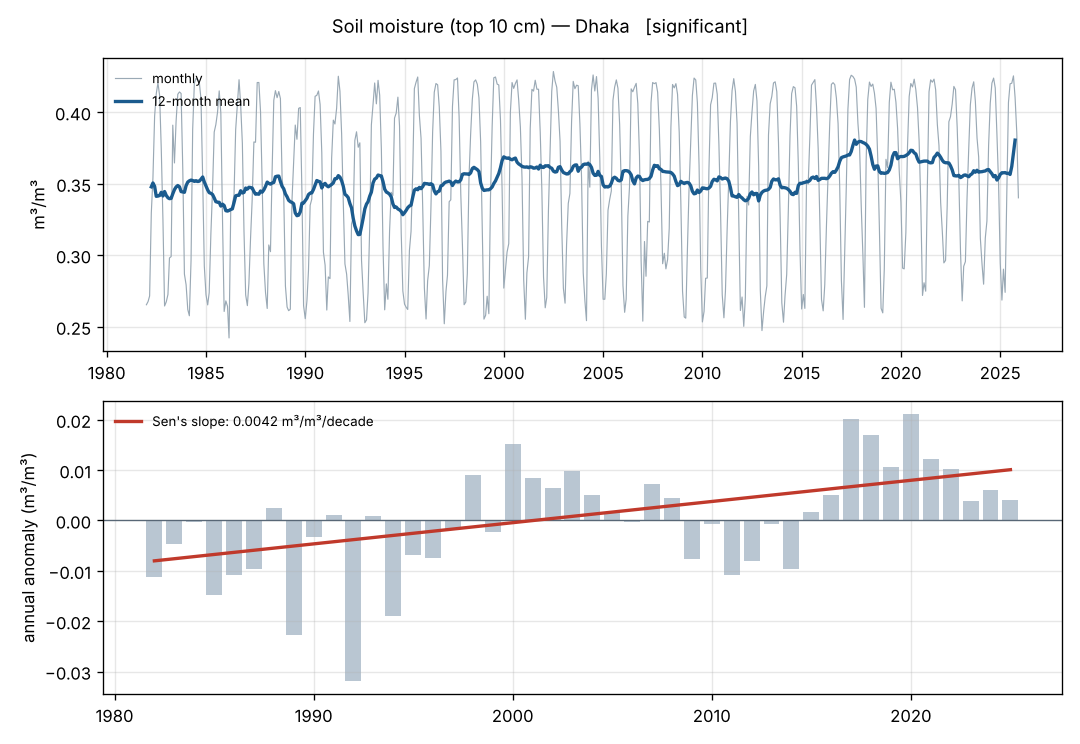 Soil moisture (top 10 cm) — Dhaka   [significant]
monthly
12-month mean
m³/m³
0.40
0.35
0.30
0.25
1980 1985 1990 1995 2000 2005 2010 2015 2020 2025
Sen's slope: 0.0042 m³/m³/decade
annual anomaly (m³/m³)
0.02
0.01
0.00
−0.01
−0.02
−0.03
1980 1990 2000 2010 2020